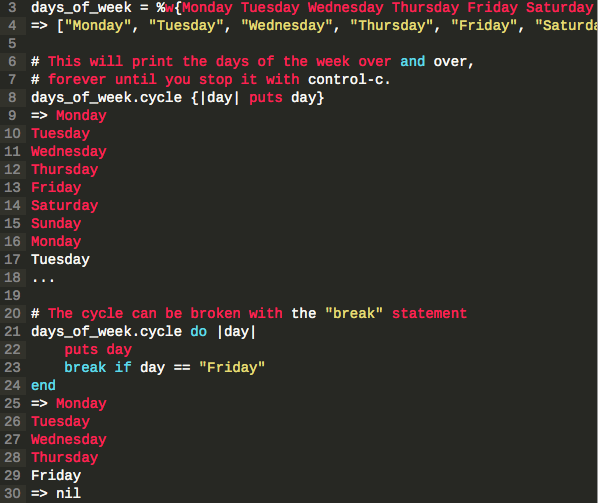 3 days_of_week = %w{Monday Tuesday Wednesday Thursday Friday Saturday
4 => ["Monday", "Tuesday", "Wednesday", "Thursday", "Friday", "Saturda
5
6 # This will print the days of the week over and over,
7 # forever until you stop it with control-c.
8 days_of_week.cycle {|day| puts day}
9 => Monday
10 Tuesday
11 Wednesday
12 Thursday
13 Friday
14 Saturday
15 Sunday
16 Monday
17 Tuesday
18 ...
19
20 # The cycle can be broken with the "break" statement
21 days_of_week.cycle do |day|
22     puts day
23     break if day == "Friday"
24 end
25 => Monday
26 Tuesday
27 Wednesday
28 Thursday
29 Friday
30 => nil